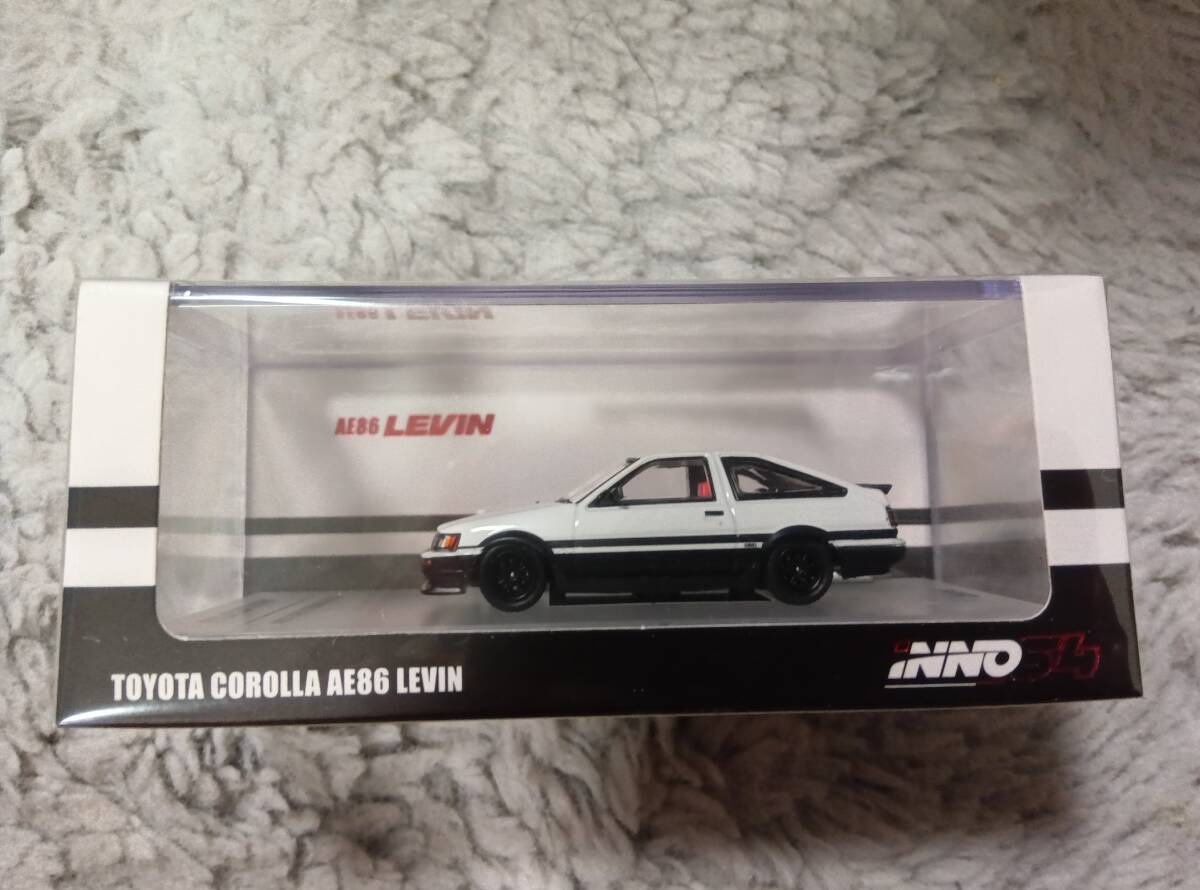 AE86 LEVIN
TOYOTA COROLLA AE86 LEVIN
iNNO64